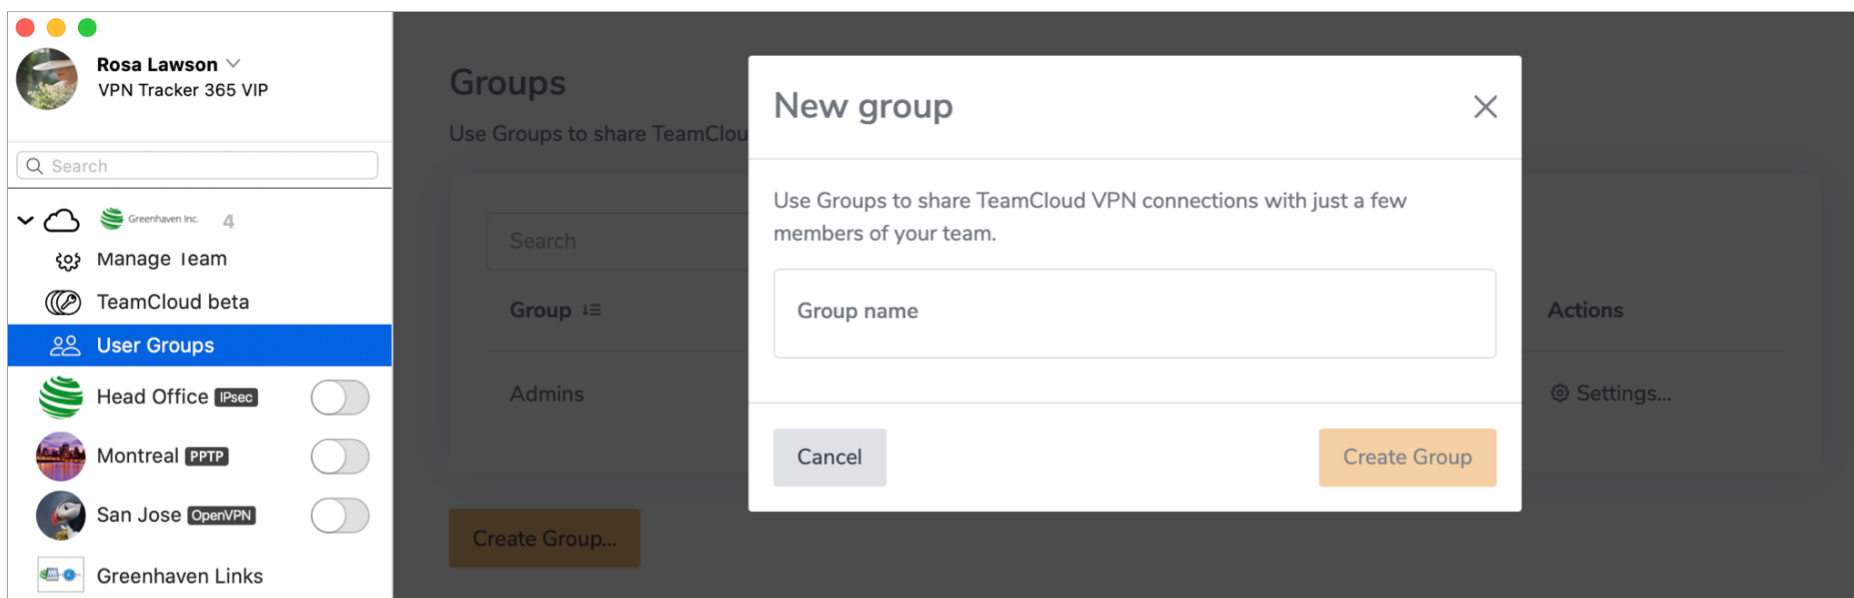 Rosa Lawson
VPN Tracker 365 VIP
Search
Greenhaven Inc. 4
Manage Team
TeamCloud beta
User Groups
Head Office IPsec
Montreal PPTP
San Jose OpenVPN
Greenhaven Links
Groups
Use Groups to share TeamClou
Search
Group
Actions
Admins
Settings...
Create Group...
New group
Use Groups to share TeamCloud VPN connections with just a few
members of your team.
Group name
Cancel
Create Group